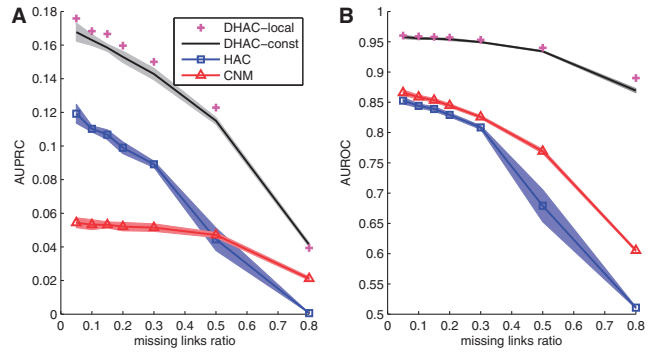 A
B
0.18
0.16
0.14
0.12
0.1
0.08
0.06
0.04
0.02
0
AUPRC
DHAC-local
DHAC-const
HAC
CNM
0 0.1 0.2 0.3 0.4 0.5 0.6 0.7 0.8
missing links ratio
1
0.95
0.9
0.85
0.8
0.75
0.7
0.65
0.6
0.55
0.5
AUROC
0 0.1 0.2 0.3 0.4 0.5 0.6 0.7 0.8
missing links ratio